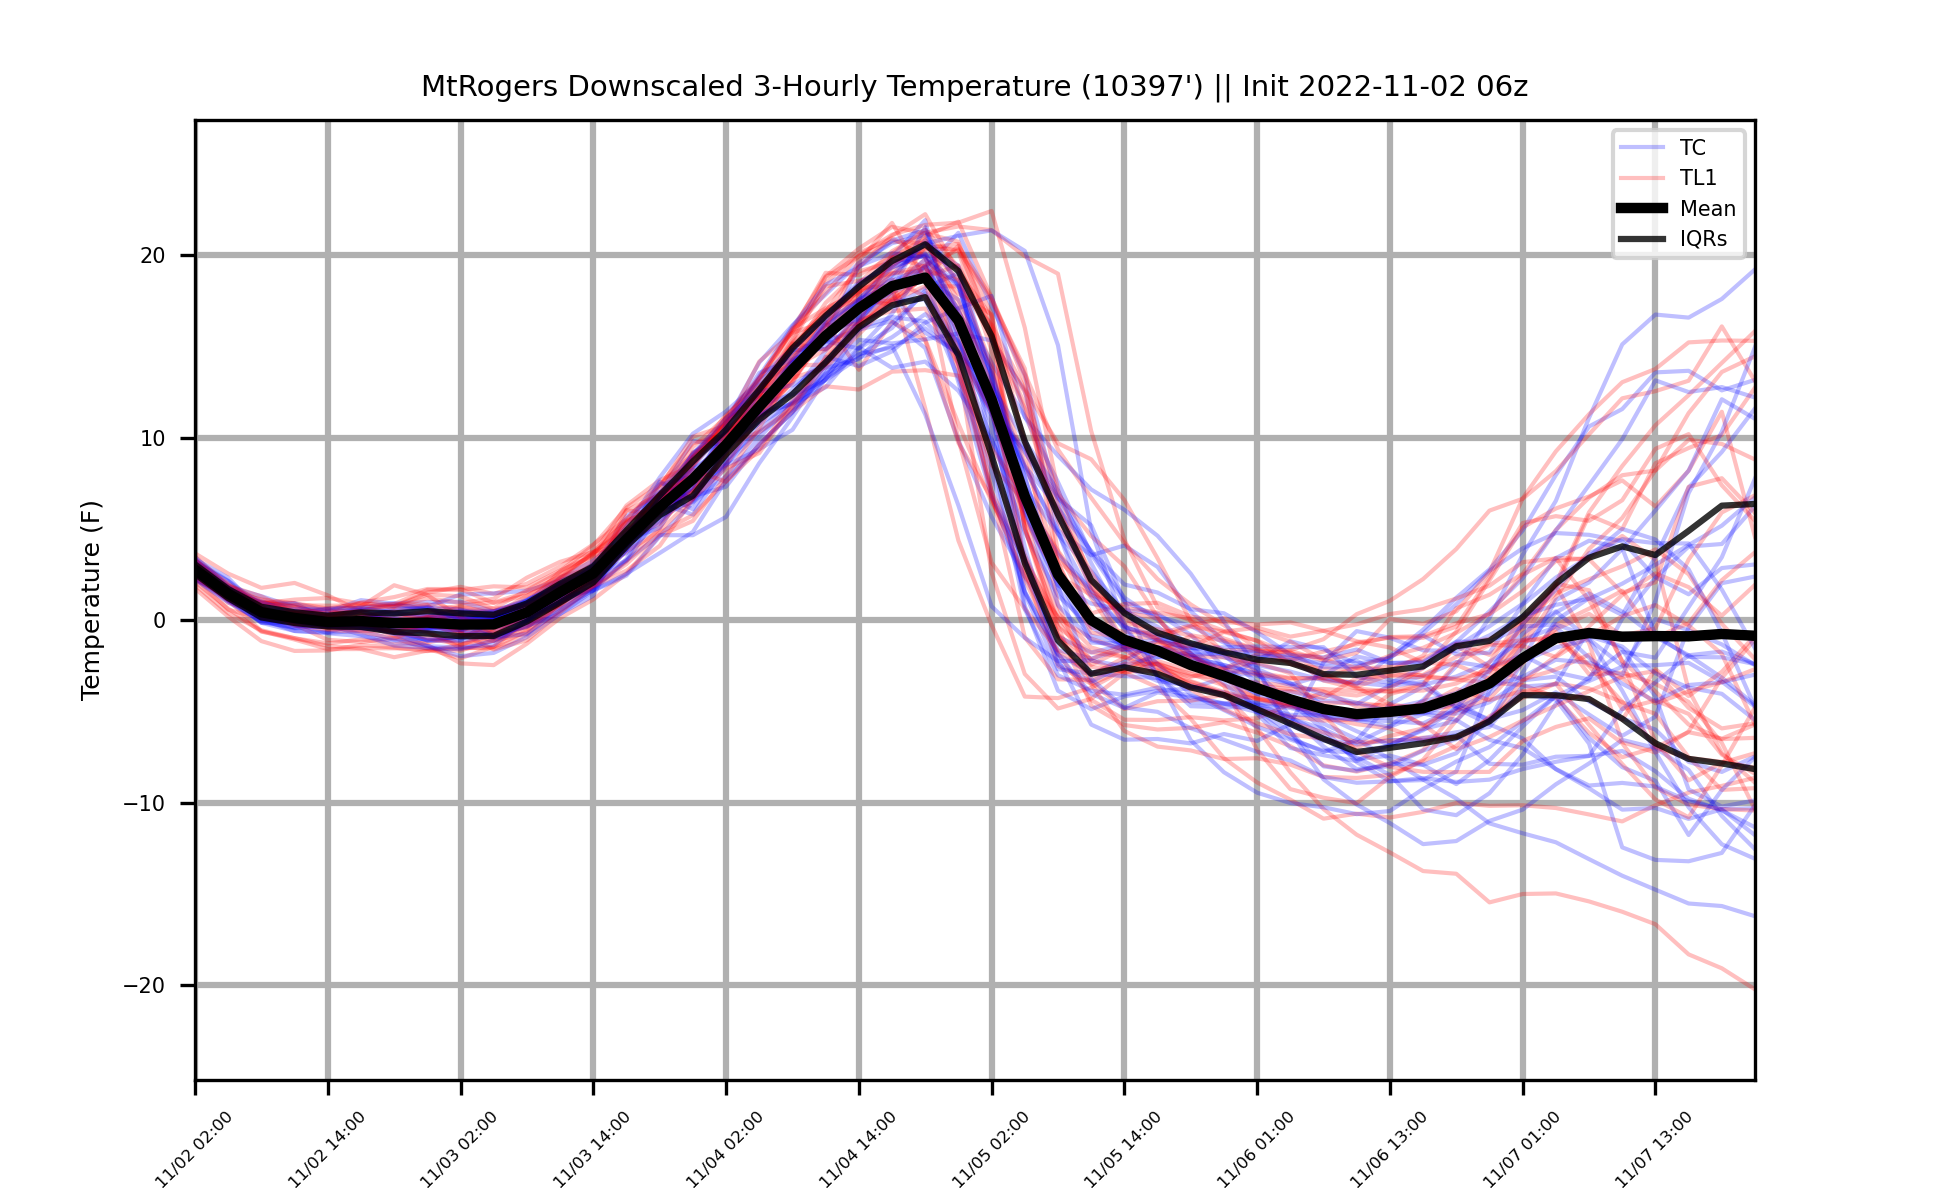 MtRogers Downscaled 3-Hourly Temperature (10397') || Init 2022-11-02 06z
TC
TL1
Mean
IQRs
Temperature (F)
20
10
0
−10
−20
11/02 02:00
11/02 14:00
11/03 02:00
11/03 14:00
11/04 02:00
11/04 14:00
11/05 02:00
11/05 14:00
11/06 01:00
11/06 13:00
11/07 01:00
11/07 13:00